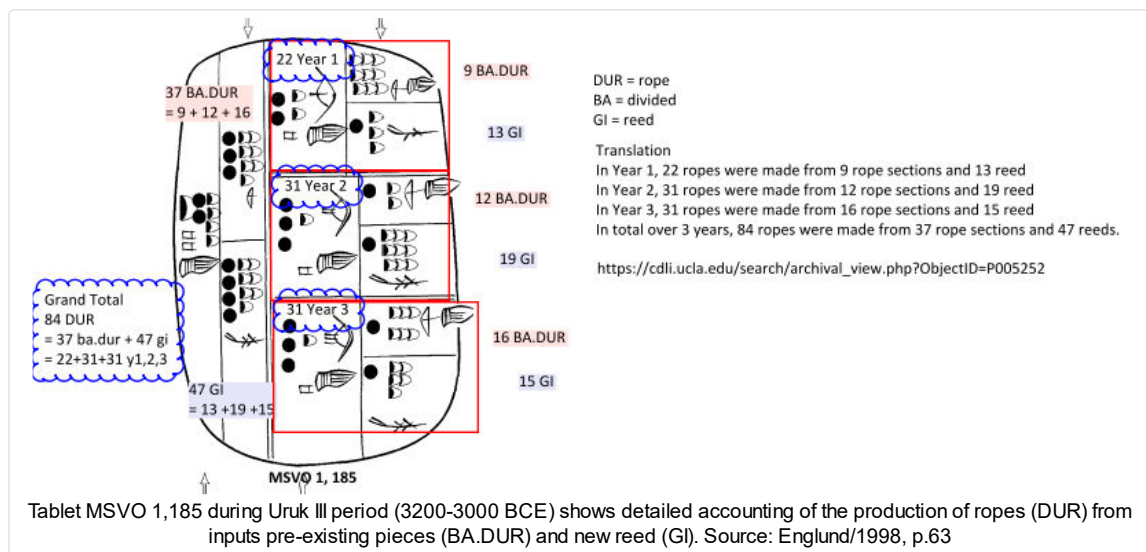 22 Year 1
9 BA.DUR
37 BA.DUR
= 9 + 12 + 16
13 GI
31 Year 2
12 BA.DUR
19 GI
Grand Total
84 DUR
= 37 ba.dur + 47 gi
= 22+31+31 y1,2,3
31 Year 3
16 BA.DUR
15 GI
47 GI
= 13 +19 +15
MSVO 1, 185
DUR = rope
BA = divided
GI = reed
Translation
In Year 1, 22 ropes were made from 9 rope sections and 13 reed
In Year 2, 31 ropes were made from 12 rope sections and 19 reed
In Year 3, 31 ropes were made from 16 rope sections and 15 reed
In total over 3 years, 84 ropes were made from 37 rope sections and 47 reeds.
https://cdli.ucla.edu/search/archival_view.php?ObjectID=P005252
Tablet MSVO 1,185 during Uruk III period (3200-3000 BCE) shows detailed accounting of the production of ropes (DUR) from
inputs pre-existing pieces (BA.DUR) and new reed (GI). Source: Englund/1998, p.63